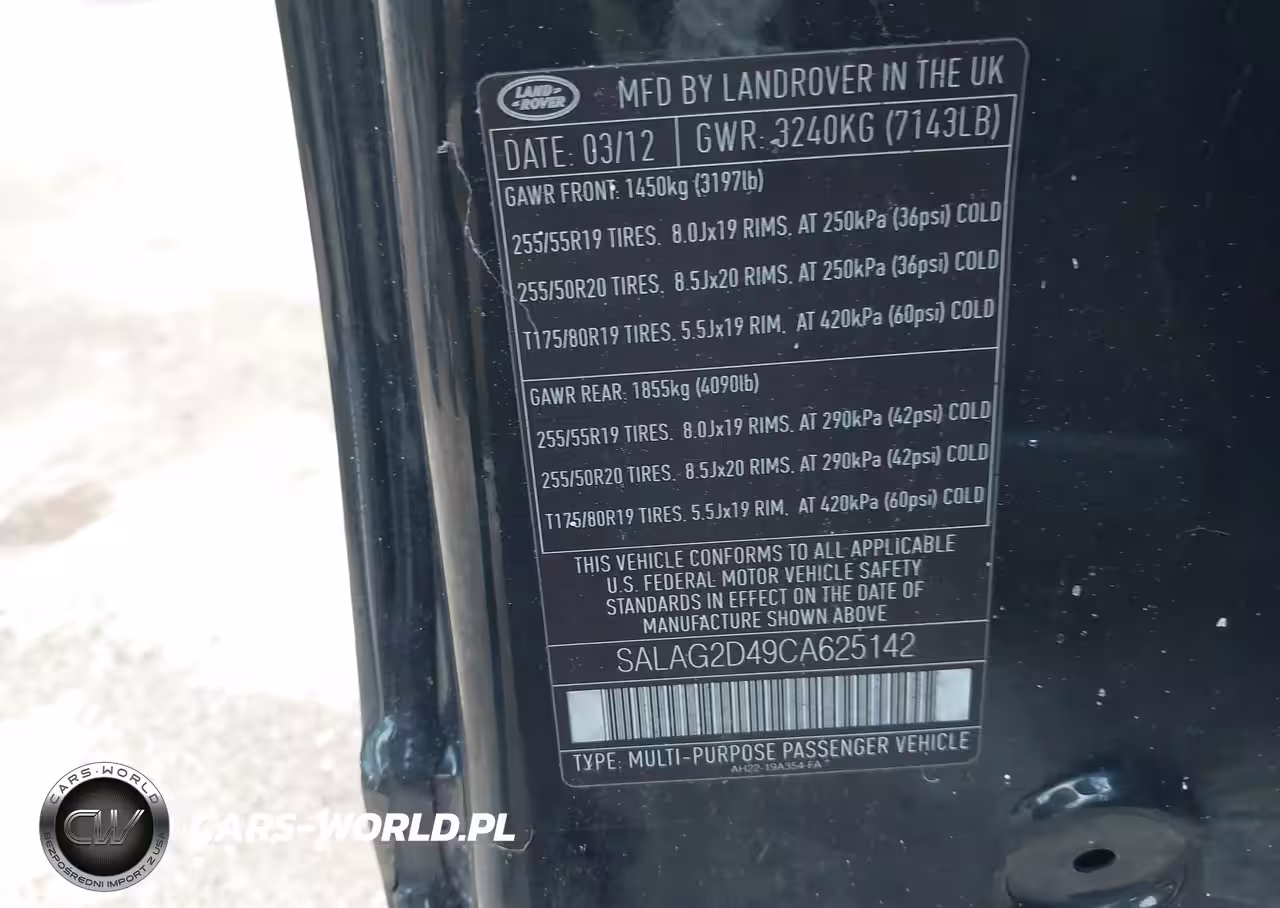 LAND ROVER
MFD BY LANDROVER IN THE UK
DATE: 03/12 GWR: 3240KG (7143LB)
GAWR FRONT: 1450kg (3197lb)
255/55R19 TIRES. 8.0Jx19 RIMS. AT 250kPa (36psi) COLD
255/50R20 TIRES. 8.5Jx20 RIMS. AT 250kPa (36psi) COLD
T175/80R19 TIRES. 5.5Jx19 RIM. AT 420kPa (60psi) COLD
GAWR REAR: 1855kg (4090lb)
255/55R19 TIRES. 8.0Jx19 RIMS. AT 290kPa (42psi) COLD
255/50R20 TIRES. 8.5Jx20 RIMS. AT 290kPa (42psi) COLD
T175/80R19 TIRES. 5.5Jx19 RIM. AT 420kPa (60psi) COLD
THIS VEHICLE CONFORMS TO ALL APPLICABLE
U.S. FEDERAL MOTOR VEHICLE SAFETY
STANDARDS IN EFFECT ON THE DATE OF
MANUFACTURE SHOWN ABOVE
SALAG2D49CA625142
TYPE: MULTI-PURPOSE PASSENGER VEHICLE
AH22-19A354-FA
CARS-WORLD
CW
BEZPOŚREDNI IMPORT Z USA
CARS-WORLD.PL